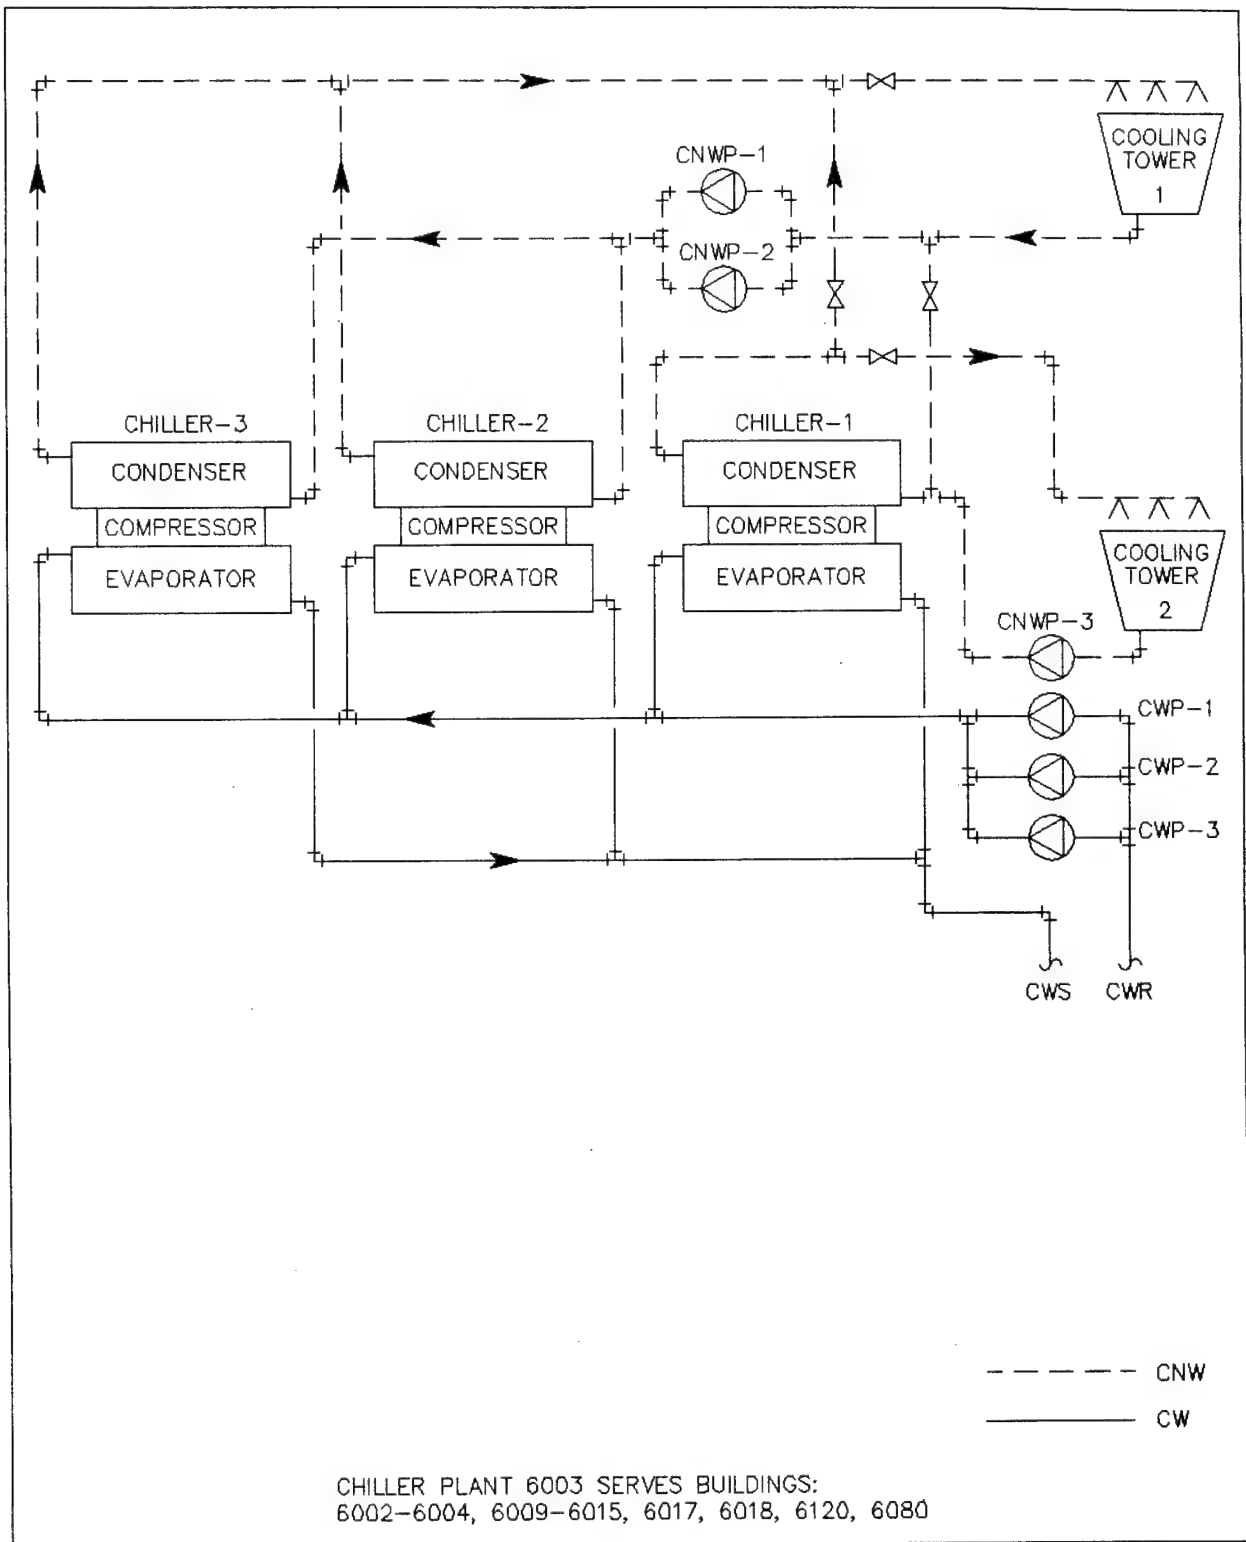 COOLING
TOWER
1
CNWP-1
CNWP-2
CHILLER-3
CHILLER-2
CHILLER-1
CONDENSER
CONDENSER
CONDENSER
COMPRESSOR
COMPRESSOR
COMPRESSOR
EVAPORATOR
EVAPORATOR
EVAPORATOR
COOLING
TOWER
2
CNWP-3
CWP-1
CWP-2
CWP-3
CWS
CWR
CNW
CW
CHILLER PLANT 6003 SERVES BUILDINGS:
6002-6004, 6009-6015, 6017, 6018, 6120, 6080